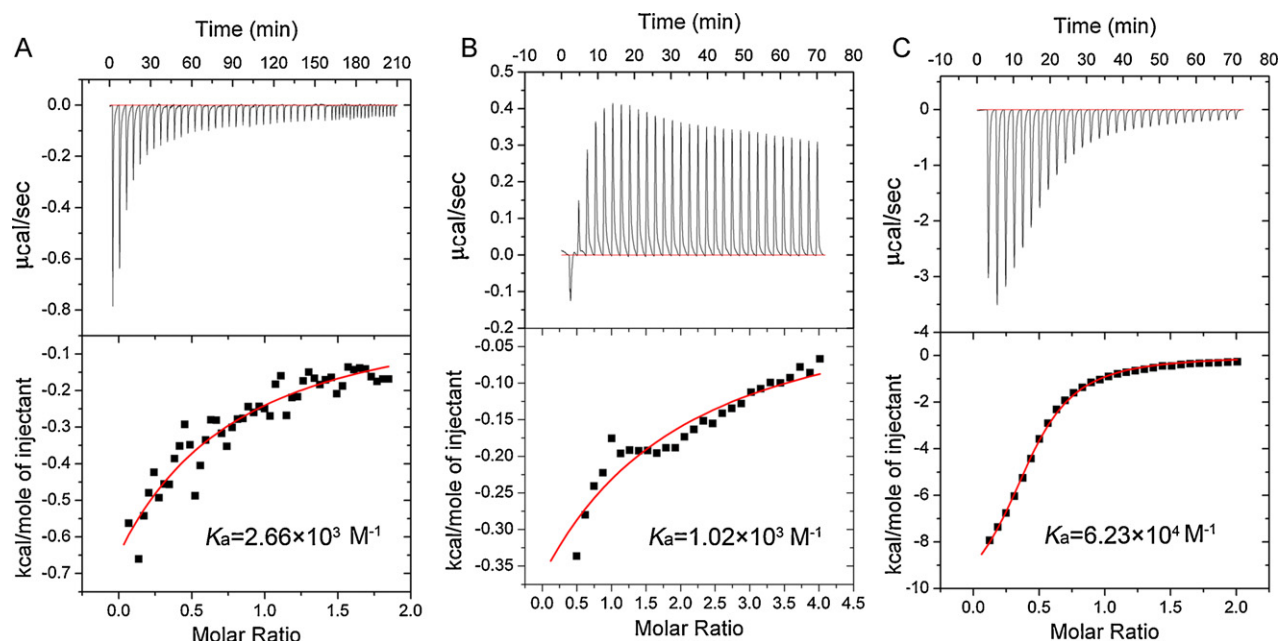 A
Time (min)
0 30 60 90 120 150 180 210
µcal/sec
0.0
-0.2
-0.4
-0.6
-0.8
kcal/mole of injectant
-0.1
-0.2
-0.3
-0.4
-0.5
-0.6
-0.7
Ka=2.66×10³ M⁻¹
0.0 0.5 1.0 1.5 2.0
Molar Ratio
B
Time (min)
-10 0 10 20 30 40 50 60 70 80
µcal/sec
0.5
0.4
0.3
0.2
0.1
0.0
-0.1
-0.2
kcal/mole of injectant
-0.05
-0.10
-0.15
-0.20
-0.25
-0.30
-0.35
Ka=1.02×10³ M⁻¹
0.0 0.5 1.0 1.5 2.0 2.5 3.0 3.5 4.0 4.5
Molar Ratio
C
Time (min)
-10 0 10 20 30 40 50 60 70 80
µcal/sec
0
-1
-2
-3
-4
kcal/mole of injectant
0
-2
-4
-6
-8
-10
Ka=6.23×10⁴ M⁻¹
0.0 0.5 1.0 1.5 2.0
Molar Ratio